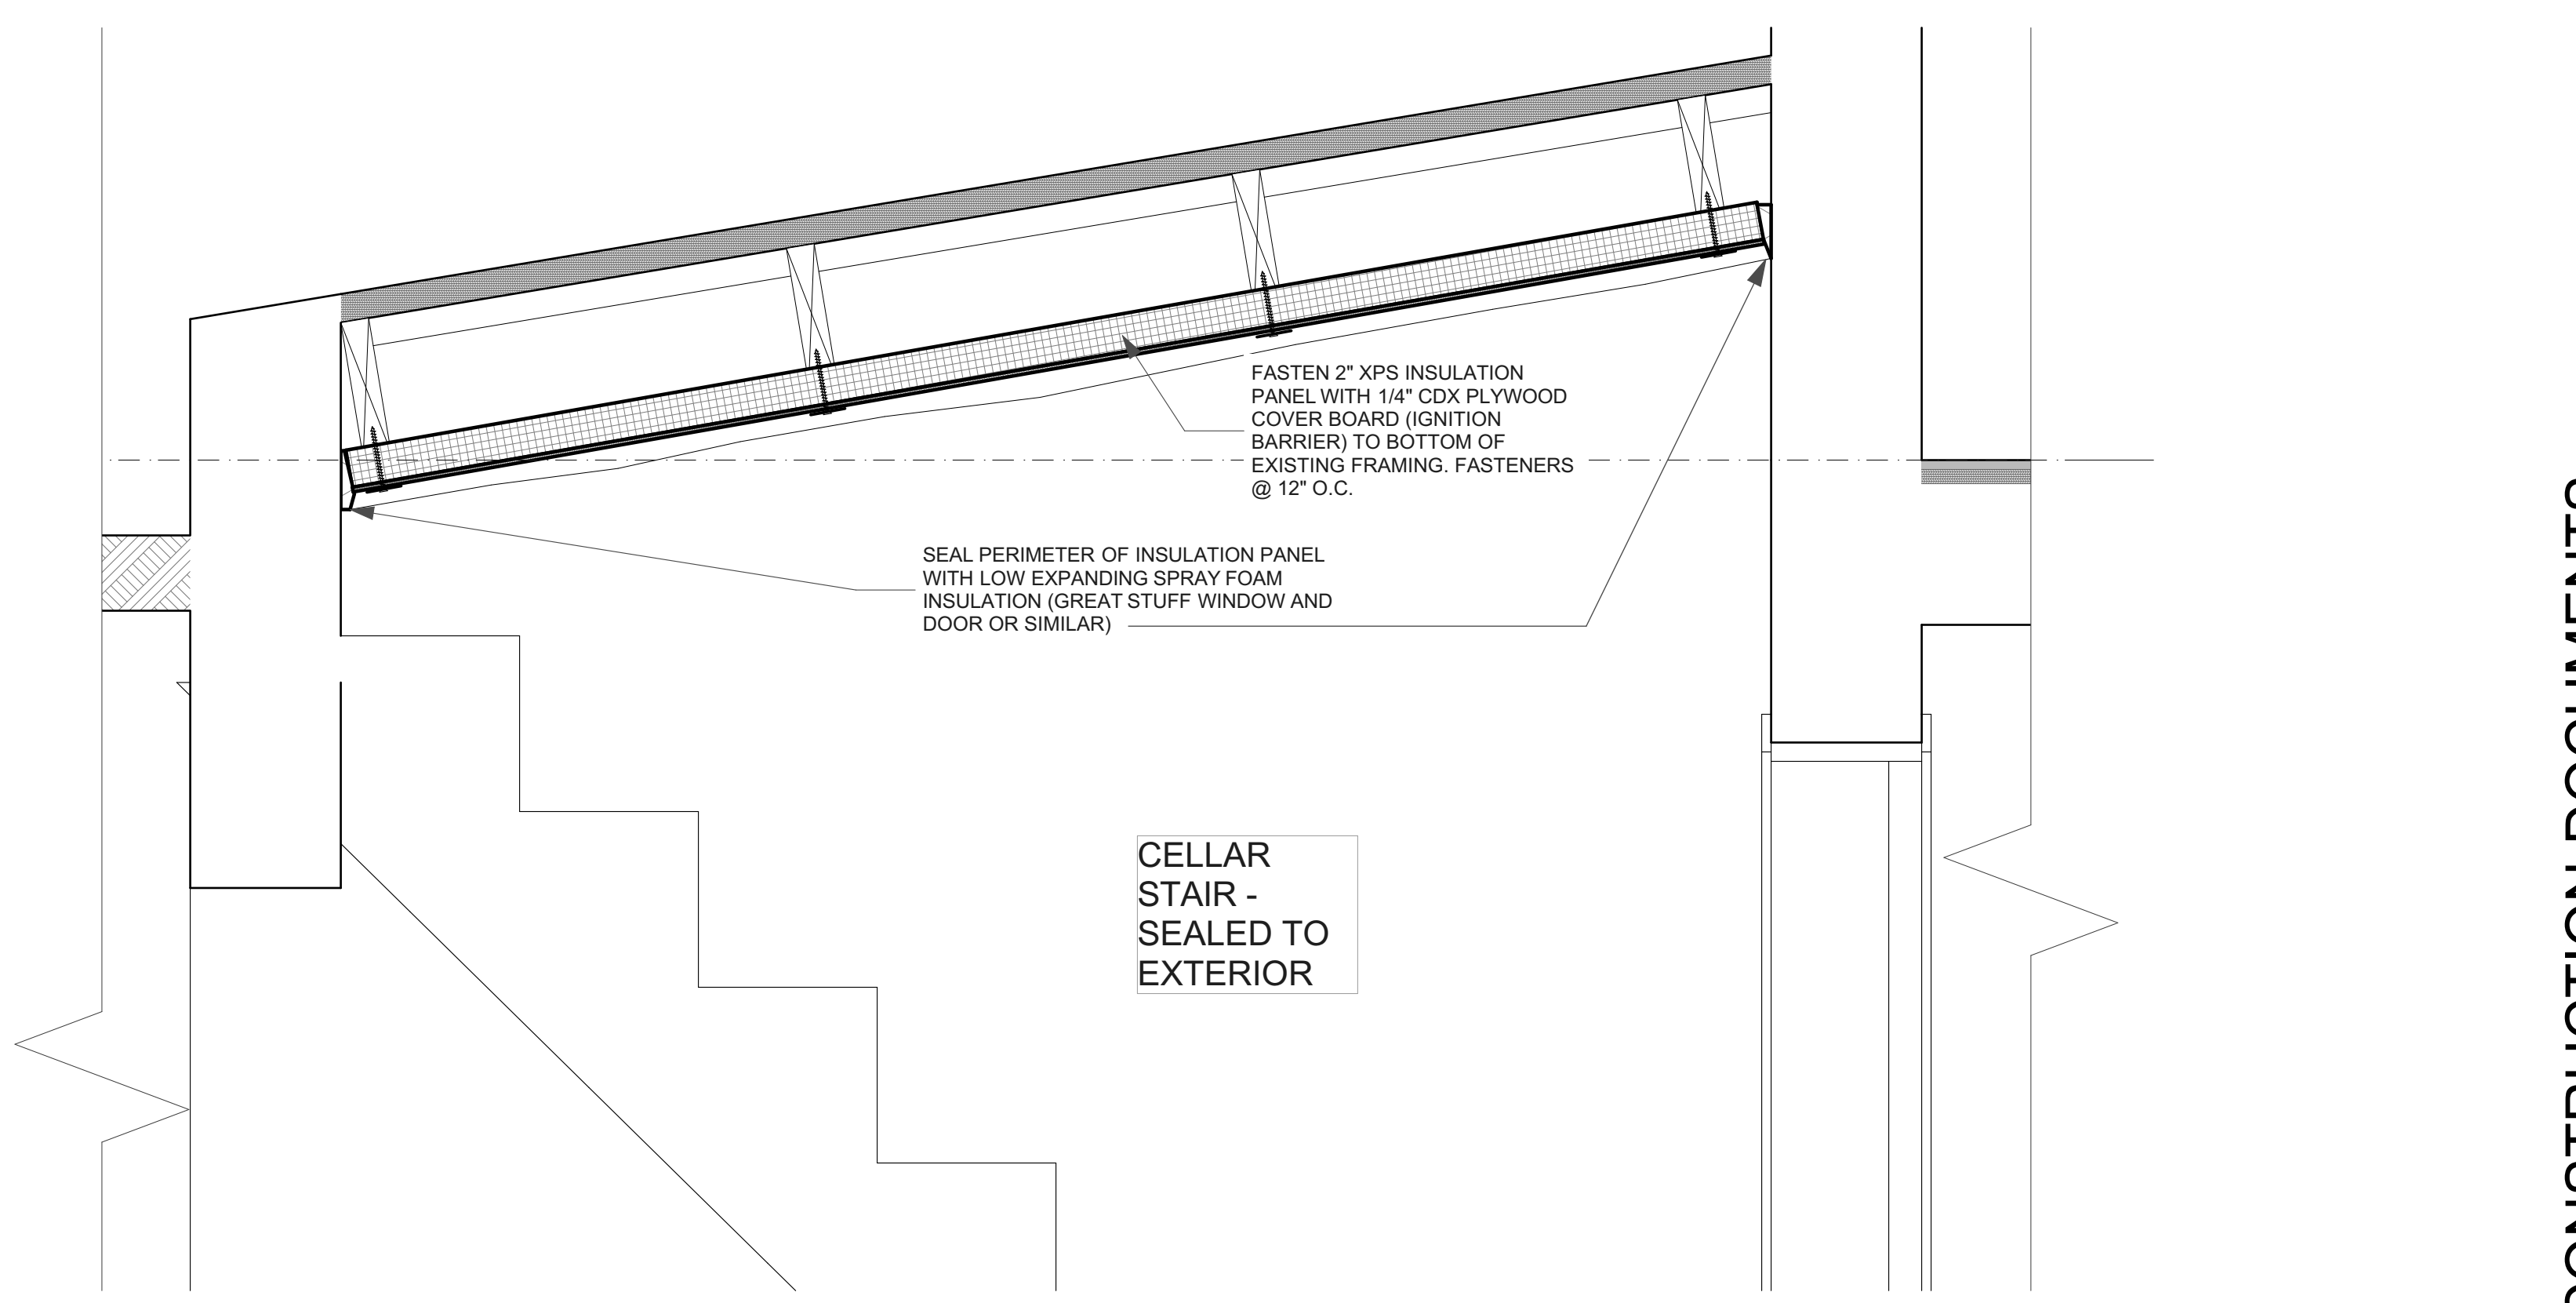 FASTEN 2" XPS INSULATION
PANEL WITH 1/4" CDX PLYWOOD
COVER BOARD (IGNITION
BARRIER) TO BOTTOM OF
EXISTING FRAMING. FASTENERS
@ 12" O.C.
SEAL PERIMETER OF INSULATION PANEL
WITH LOW EXPANDING SPRAY FOAM
INSULATION (GREAT STUFF WINDOW AND
DOOR OR SIMILAR)
CELLAR
STAIR -
SEALED TO
EXTERIOR
CONSTRUCTION DOCUMENTS